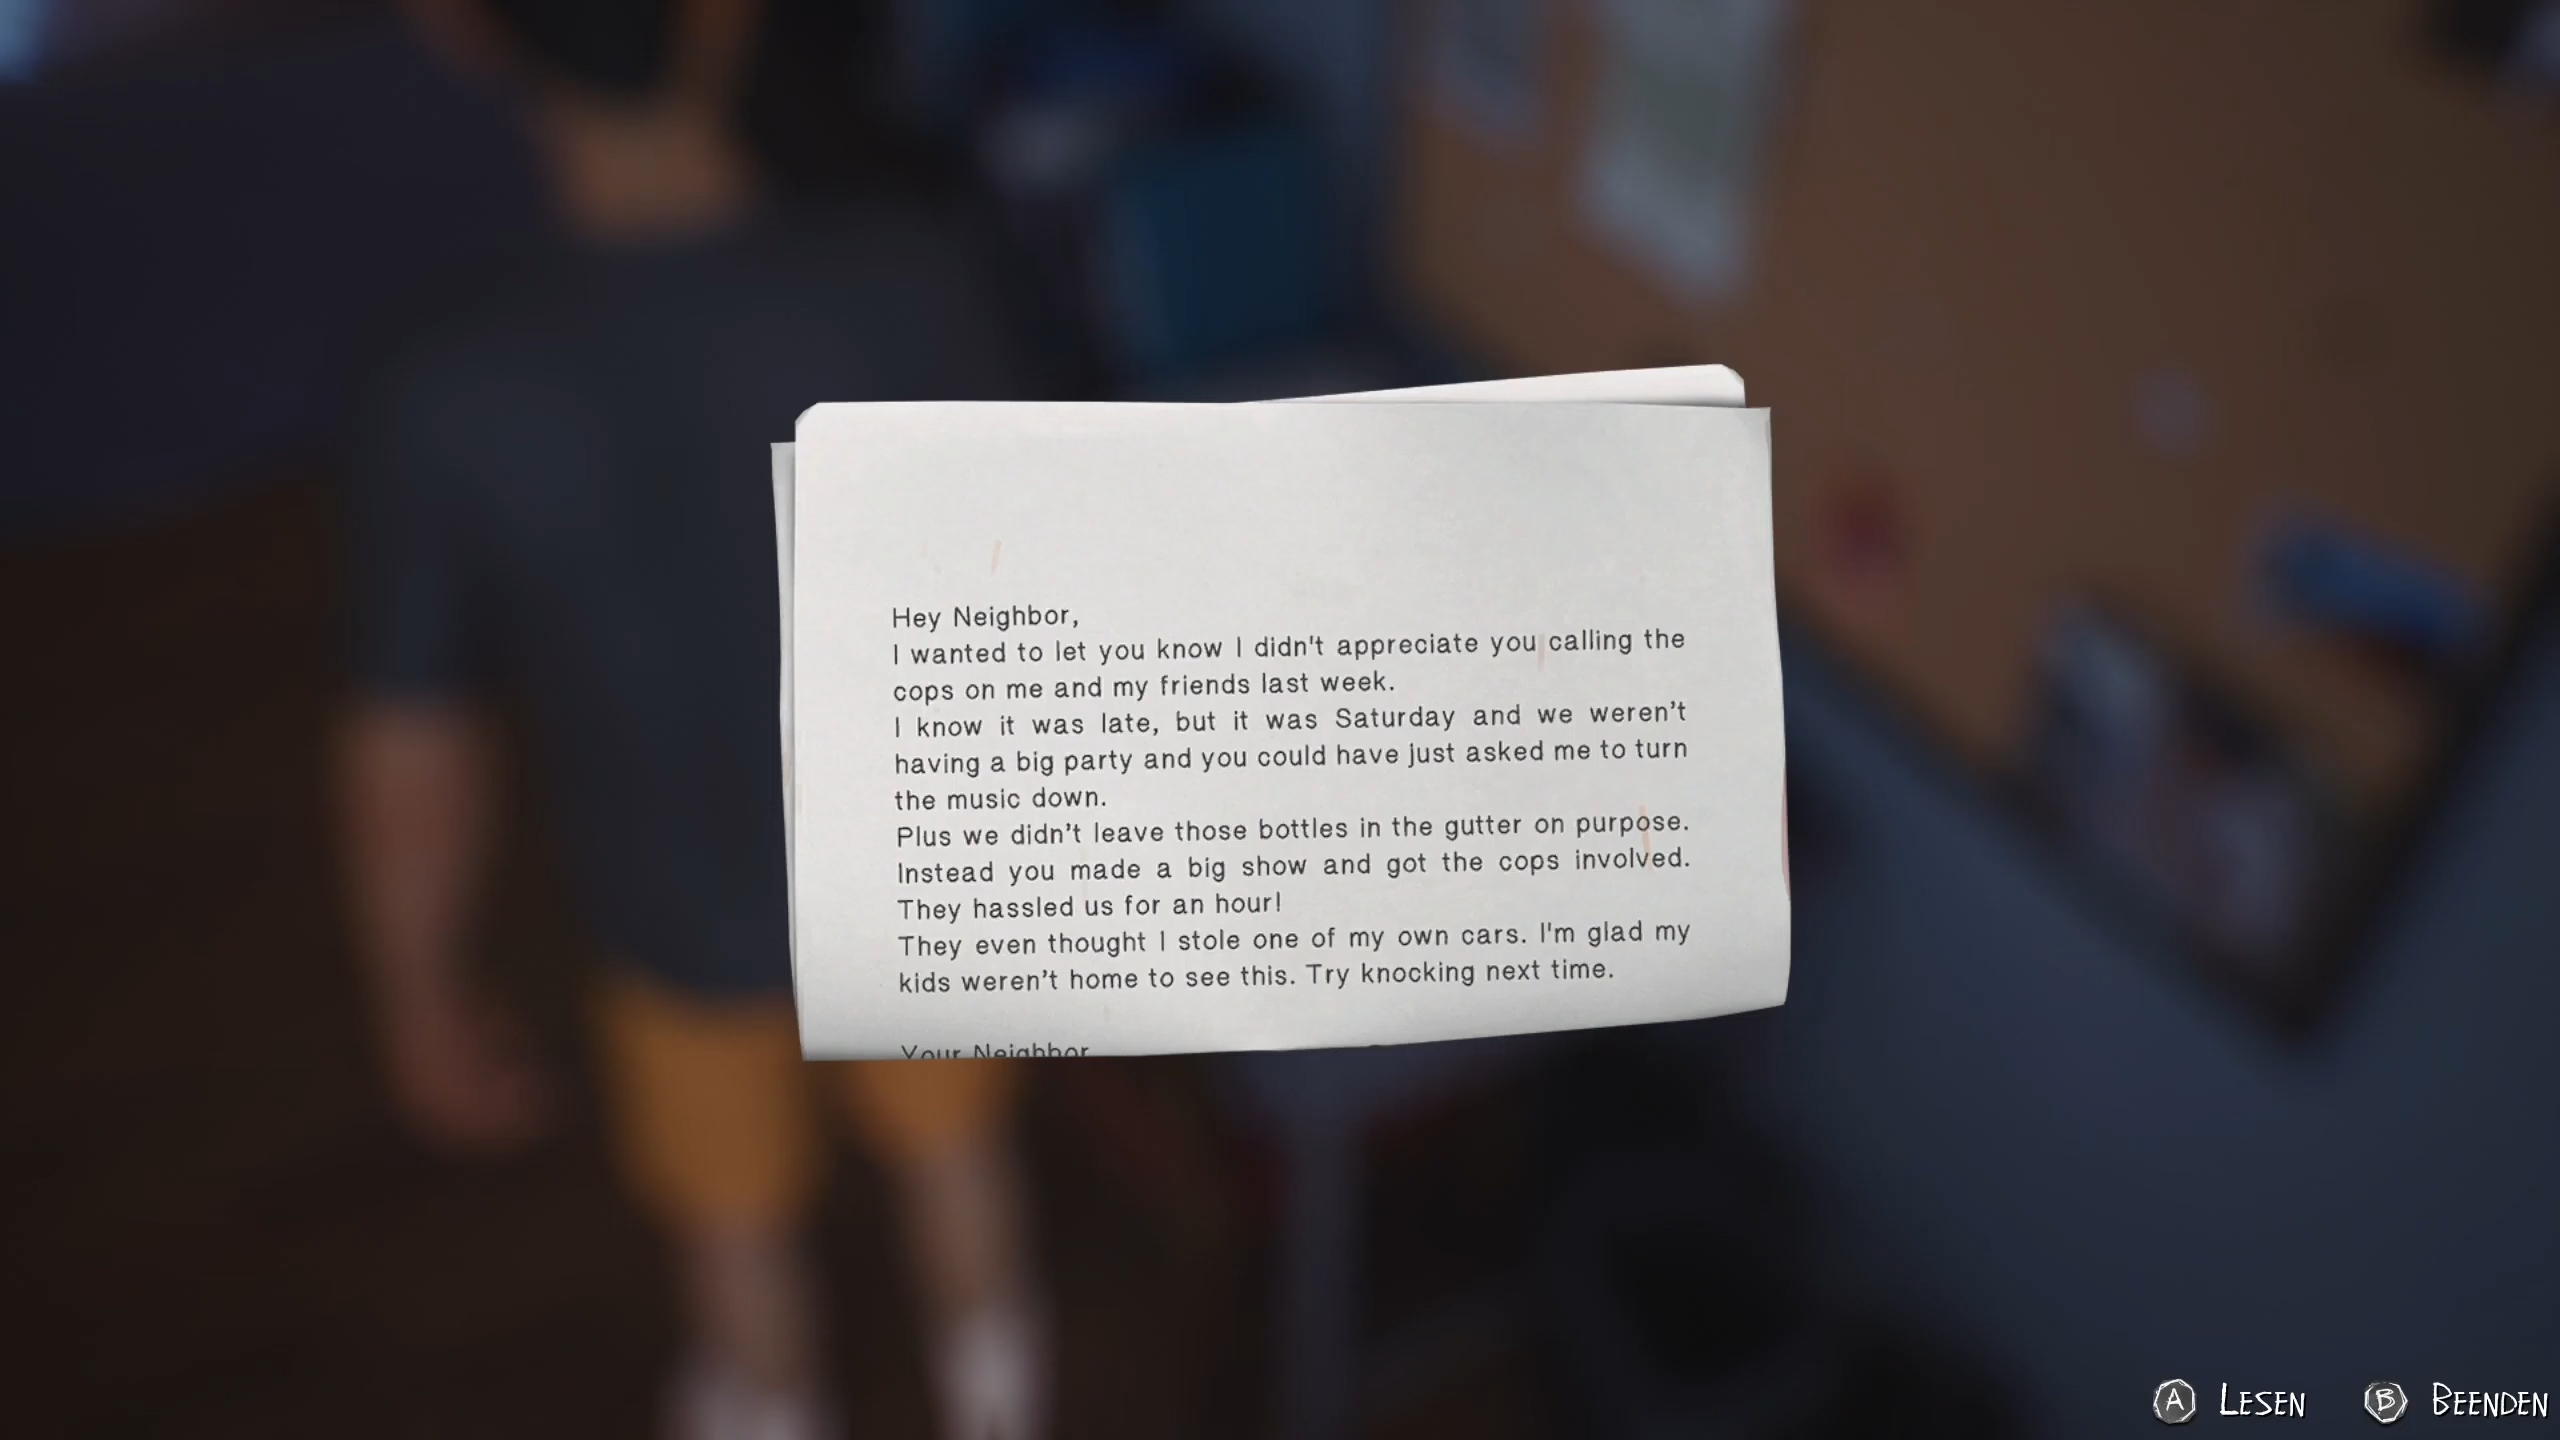 Hey Neighbor,
I wanted to let you know I didn't appreciate you calling the
cops on me and my friends last week.
I know it was late, but it was Saturday and we weren't
having a big party and you could have just asked me to turn
the music down.
Plus we didn't leave those bottles in the gutter on purpose.
Instead you made a big show and got the cops involved.
They hassled us for an hour!
They even thought I stole one of my own cars. I'm glad my
kids weren't home to see this. Try knocking next time.
Your Neighbor
A LESEN B BEENDEN